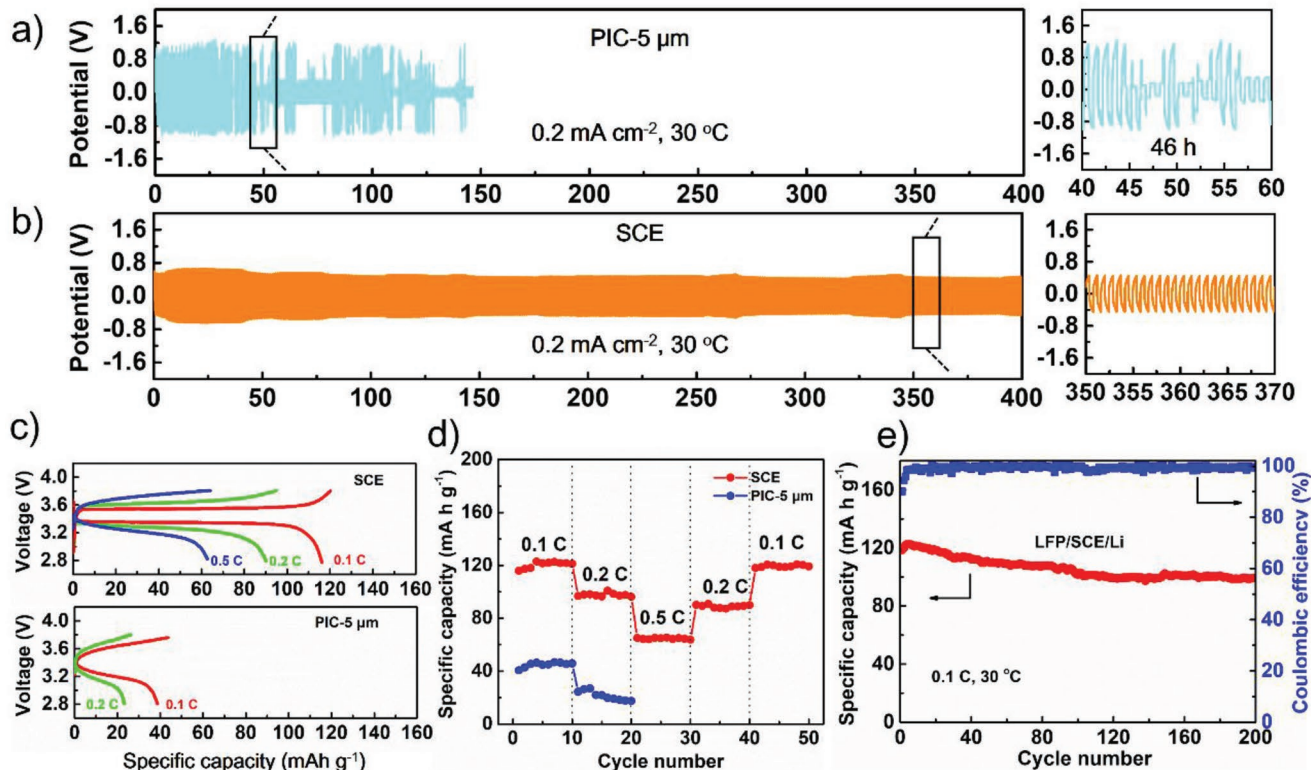 a)
Potential (V)
1.6
0.8
0.0
-0.8
-1.6
PIC-5 μm
0.2 mA cm-2, 30 oC
0 50 100 150 200 250 300 350 400
1.6
0.8
0.0
-0.8
-1.6
46 h
40 45 50 55 60
b)
Potential (V)
1.6
0.8
0.0
-0.8
-1.6
SCE
0.2 mA cm-2, 30 oC
0 50 100 150 200 250 300 350 400
1.6
0.8
0.0
-0.8
-1.6
350 355 360 365 370
c)
Voltage (V)
4.0
3.6
3.2
2.8
SCE
0.5 C 0.2 C 0.1 C
0 20 40 60 80 100 120 140 160
Voltage (V)
4.0
3.6
3.2
2.8
PIC-5 μm
0.2 C 0.1 C
0 20 40 60 80 100 120 140 160
Specific capacity (mAh g-1)
d)
Specific capacity (mA h g-1)
200
160
120
80
40
0
SCE
PIC-5 μm
0.1 C
0.2 C
0.5 C
0.2 C
0.1 C
0 10 20 30 40 50
Cycle number
e)
Specific capacity (mA h g-1)
160
120
80
40
0
LFP/SCE/Li
0.1 C, 30 oC
0 40 80 120 160 200
Cycle number
100
80
60
40
20
0
Coulombic efficiency (%)